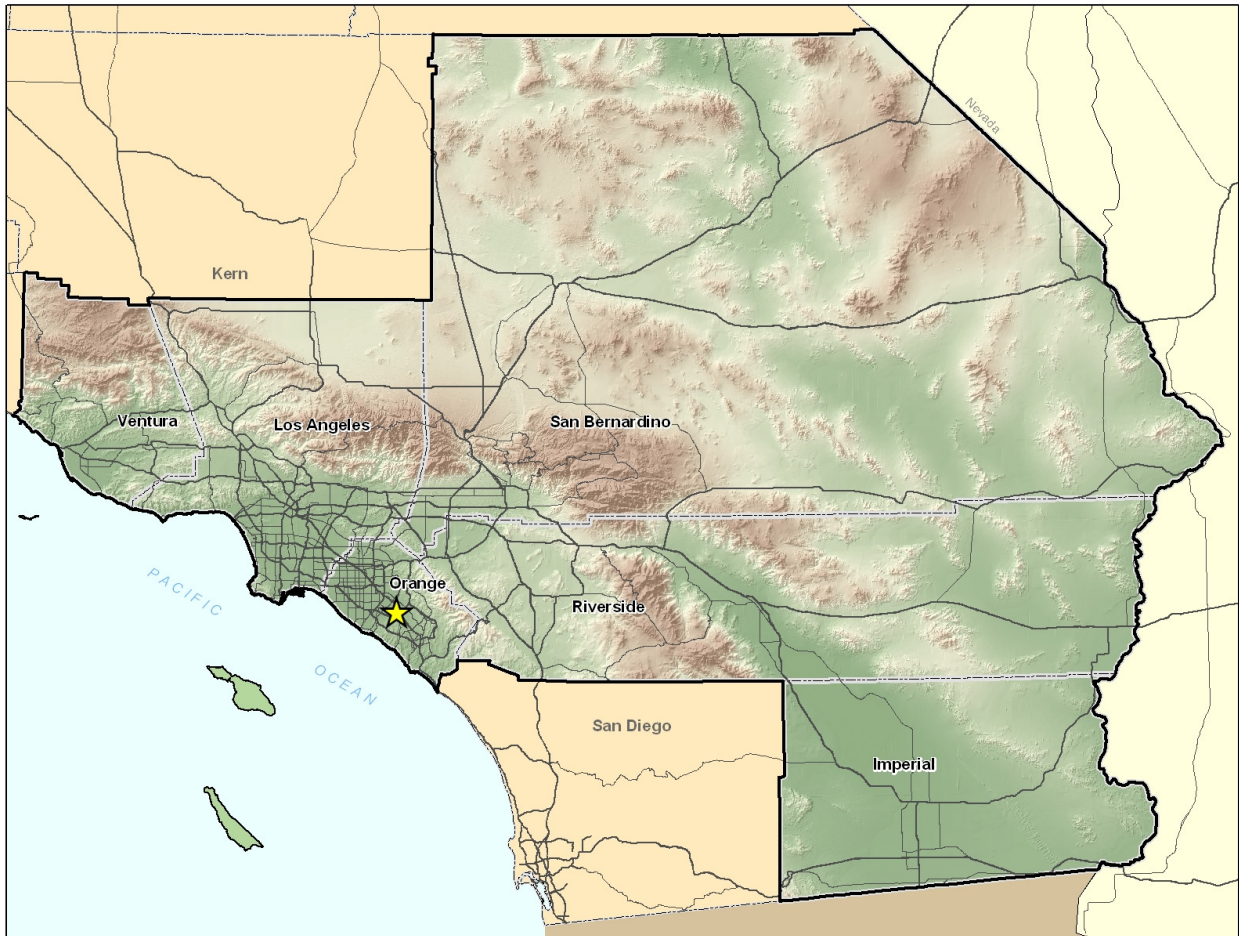 Nevada
Kern
Ventura
Los Angeles
San Bernardino
PACIFIC
Orange
Riverside
OCEAN
San Diego
Imperial